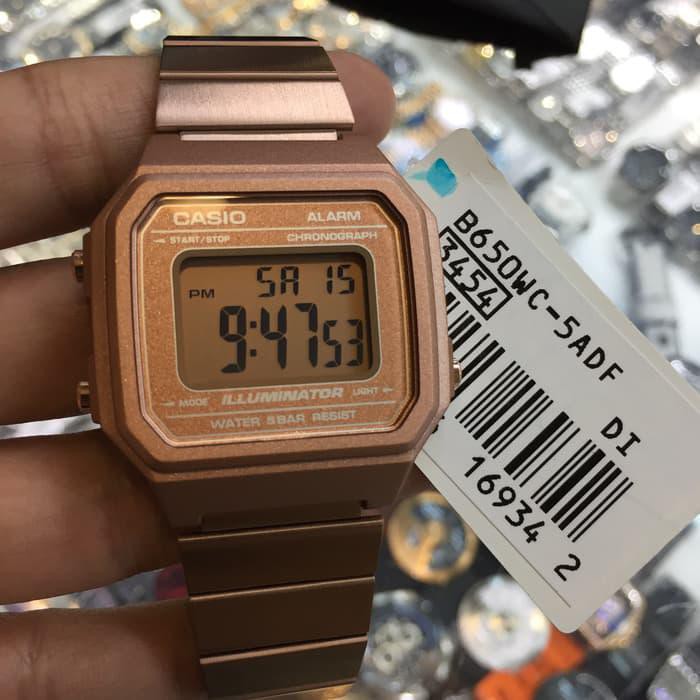 CASIO ALARM
START/STOP CHRONOGRAPH
SA 15
PM 9:47 53
MODE ILLUMINATOR LIGHT
WATER 5BAR RESIST
B650WC-5ADF
3454
DI
16934 2